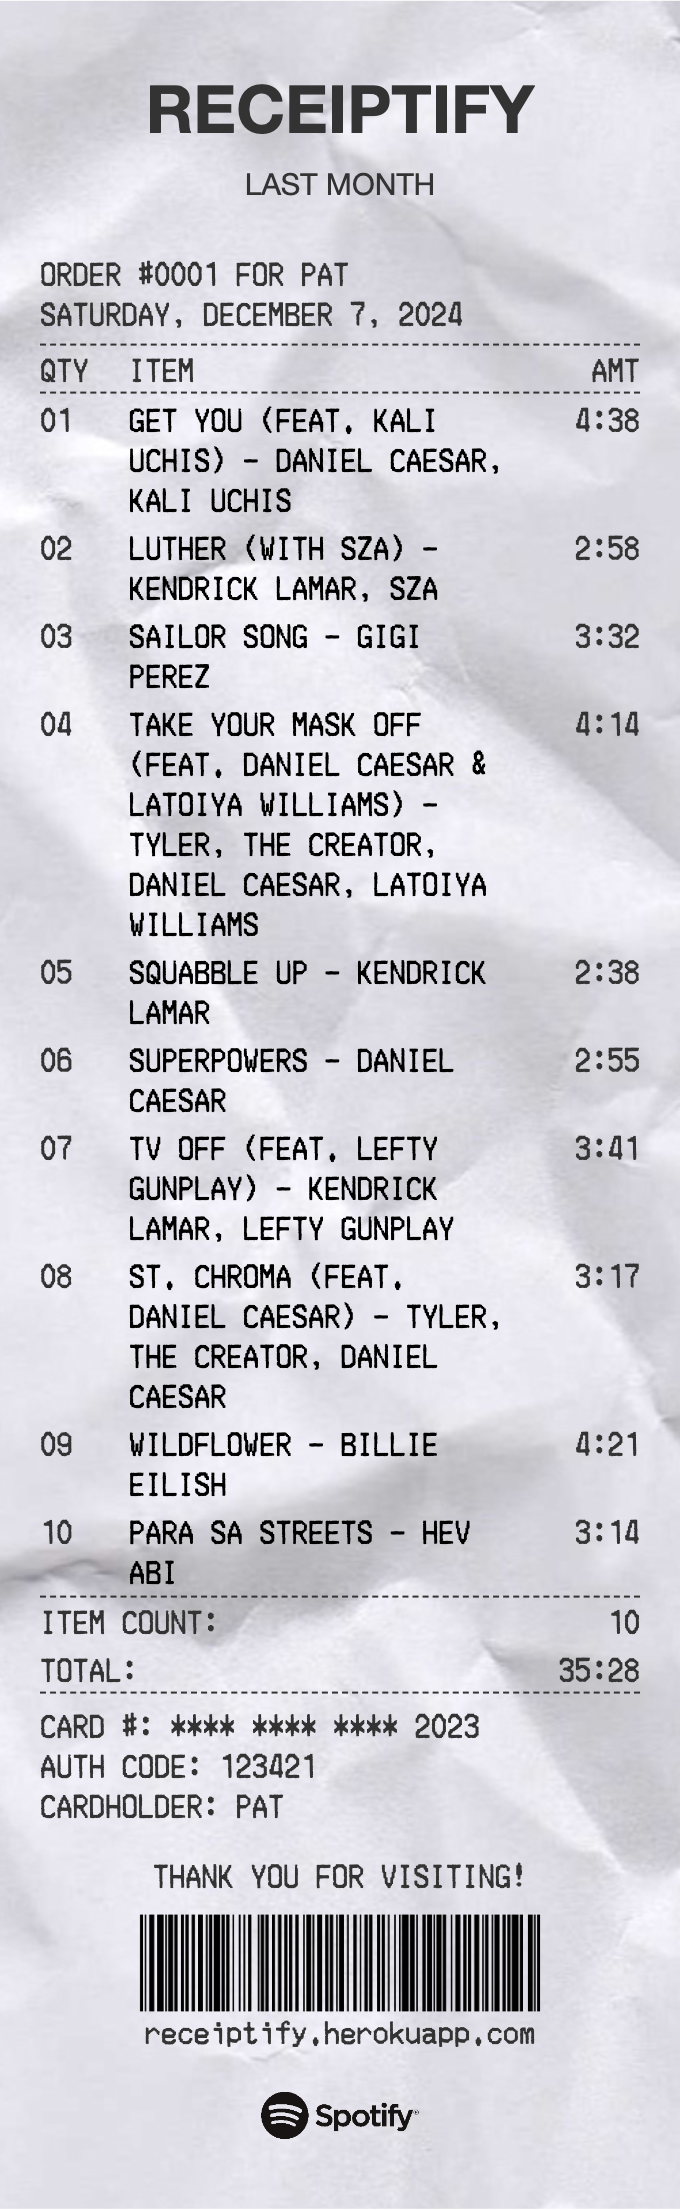 RECEIPTIFY
LAST MONTH
ORDER #0001 FOR PAT
SATURDAY, DECEMBER 7, 2024
QTY ITEM AMT
01 GET YOU (FEAT. KALI 4:38
UCHIS) - DANIEL CAESAR,
KALI UCHIS
02 LUTHER (WITH SZA) - 2:58
KENDRICK LAMAR, SZA
03 SAILOR SONG - GIGI 3:32
PEREZ
04 TAKE YOUR MASK OFF 4:14
(FEAT. DANIEL CAESAR &
LATOIYA WILLIAMS) -
TYLER, THE CREATOR,
DANIEL CAESAR, LATOIYA
WILLIAMS
05 SQUABBLE UP - KENDRICK 2:38
LAMAR
06 SUPERPOWERS - DANIEL 2:55
CAESAR
07 TV OFF (FEAT. LEFTY 3:41
GUNPLAY) - KENDRICK
LAMAR, LEFTY GUNPLAY
08 ST. CHROMA (FEAT. 3:17
DANIEL CAESAR) - TYLER,
THE CREATOR, DANIEL
CAESAR
09 WILDFLOWER - BILLIE 4:21
EILISH
10 PARA SA STREETS - HEV 3:14
ABI
ITEM COUNT: 10
TOTAL: 35:28
CARD #: **** **** **** 2023
AUTH CODE: 123421
CARDHOLDER: PAT
THANK YOU FOR VISITING!
receiptify.herokuapp.com
Spotify®